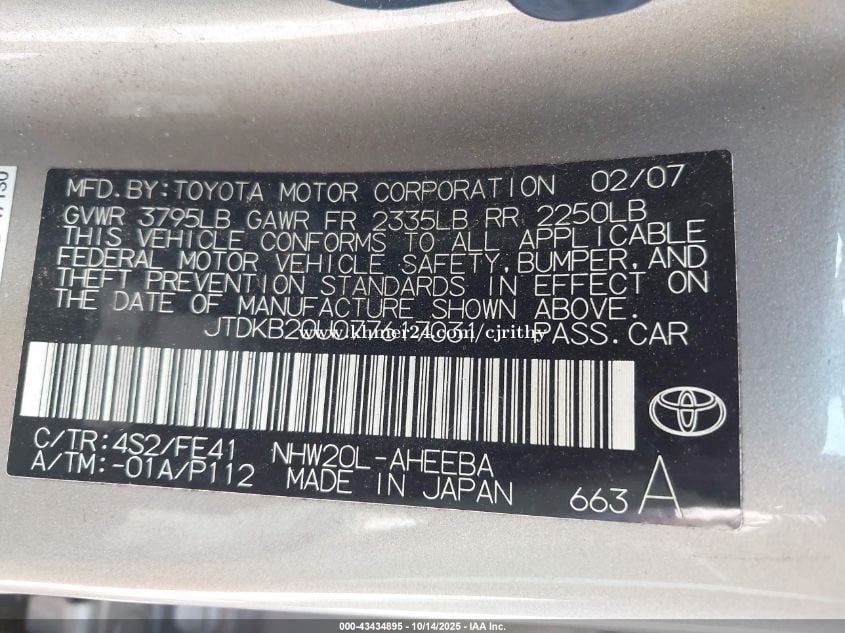 MFD. BY: TOYOTA MOTOR CORPORATION 02/07
GVWR 3795LB GAWR FR 2335LB RR 2250LB
THIS VEHICLE CONFORMS TO ALL APPLICABLE
FEDERAL MOTOR VEHICLE SAFETY, BUMPER, AND
THEFT PREVENTION STANDARDS IN EFFECT ON
THE DATE OF MANUFACTURE SHOWN ABOVE.
PASS. CAR
www.khmer24.com/cjrithy
C/TR: 4S2/FE41 NHW20L-AHEEBA
A/TM: -01A/P112 MADE IN JAPAN
663 A
000-43434895 - 10/14/2025 - IAA Inc.